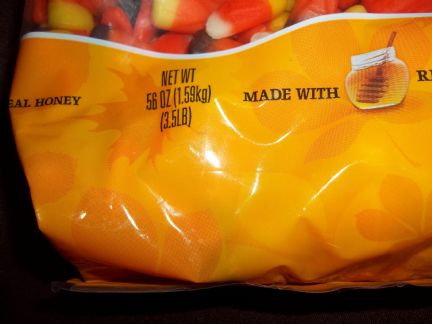 EAL HONEY
NET WT
56 OZ (1.59kg)
(3.5LB)
MADE WITH
R